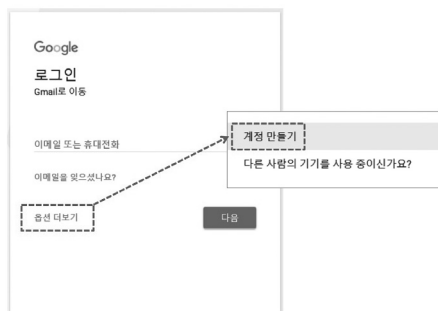 Google
로그인
Gmail로 이동
이메일 또는 휴대전화
이메일을 잊으셨나요?
옵션 더보기
다음
계정 만들기
다른 사람의 기기를 사용 중이신가요?